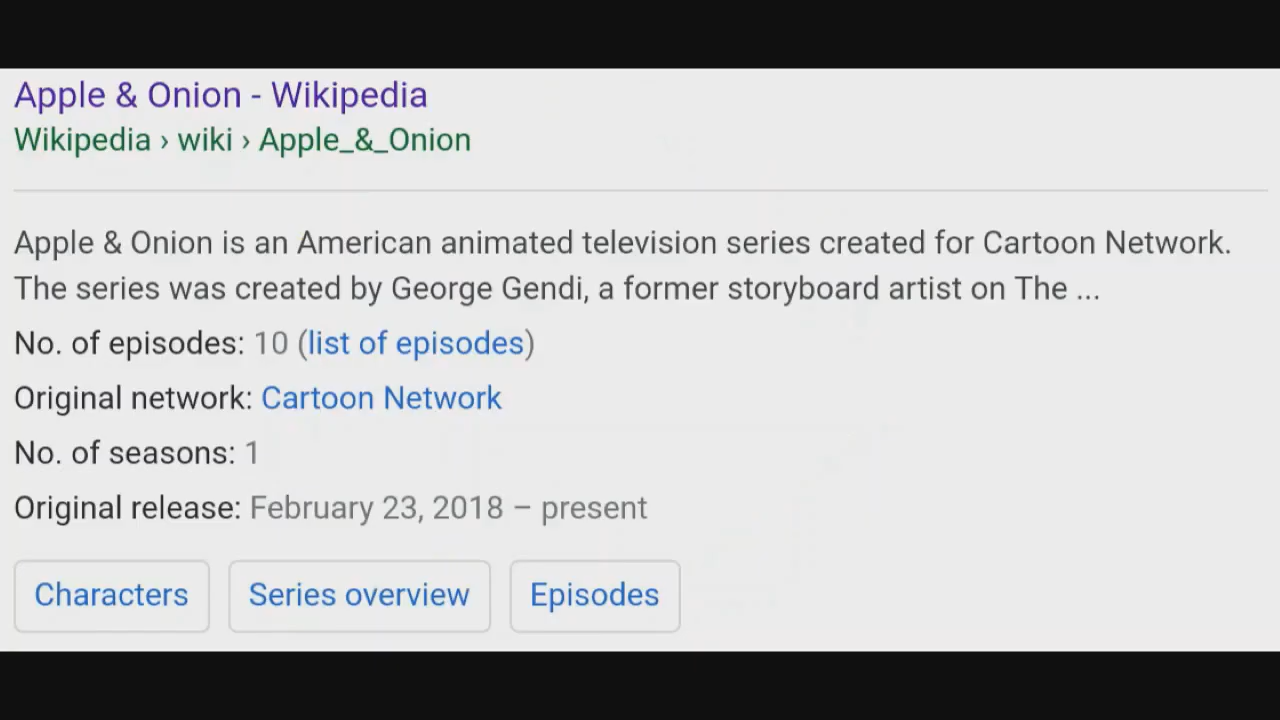 Apple & Onion - Wikipedia
Wikipedia › wiki › Apple_&_Onion
Apple & Onion is an American animated television series created for Cartoon Network.
The series was created by George Gendi, a former storyboard artist on The ...
No. of episodes: 10 (list of episodes)
Original network: Cartoon Network
No. of seasons: 1
Original release: February 23, 2018 – present
Characters Series overview Episodes